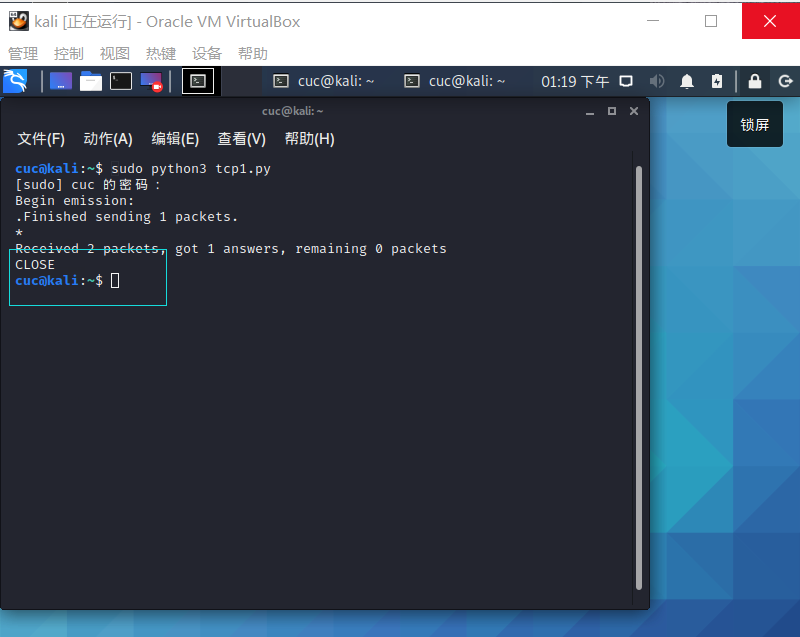 kali [正在运行] - Oracle VM VirtualBox
管理 控制 视图 热键 设备 帮助
cuc@kali: ~ cuc@kali: ~ 01:19 下午
锁屏
cuc@kali: ~
文件(F) 动作(A) 编辑(E) 查看(V) 帮助(H)
cuc@kali:~$ sudo python3 tcp1.py
[sudo] cuc 的密码：
Begin emission:
.Finished sending 1 packets.
*
Received 2 packets, got 1 answers, remaining 0 packets
CLOSE
cuc@kali:~$